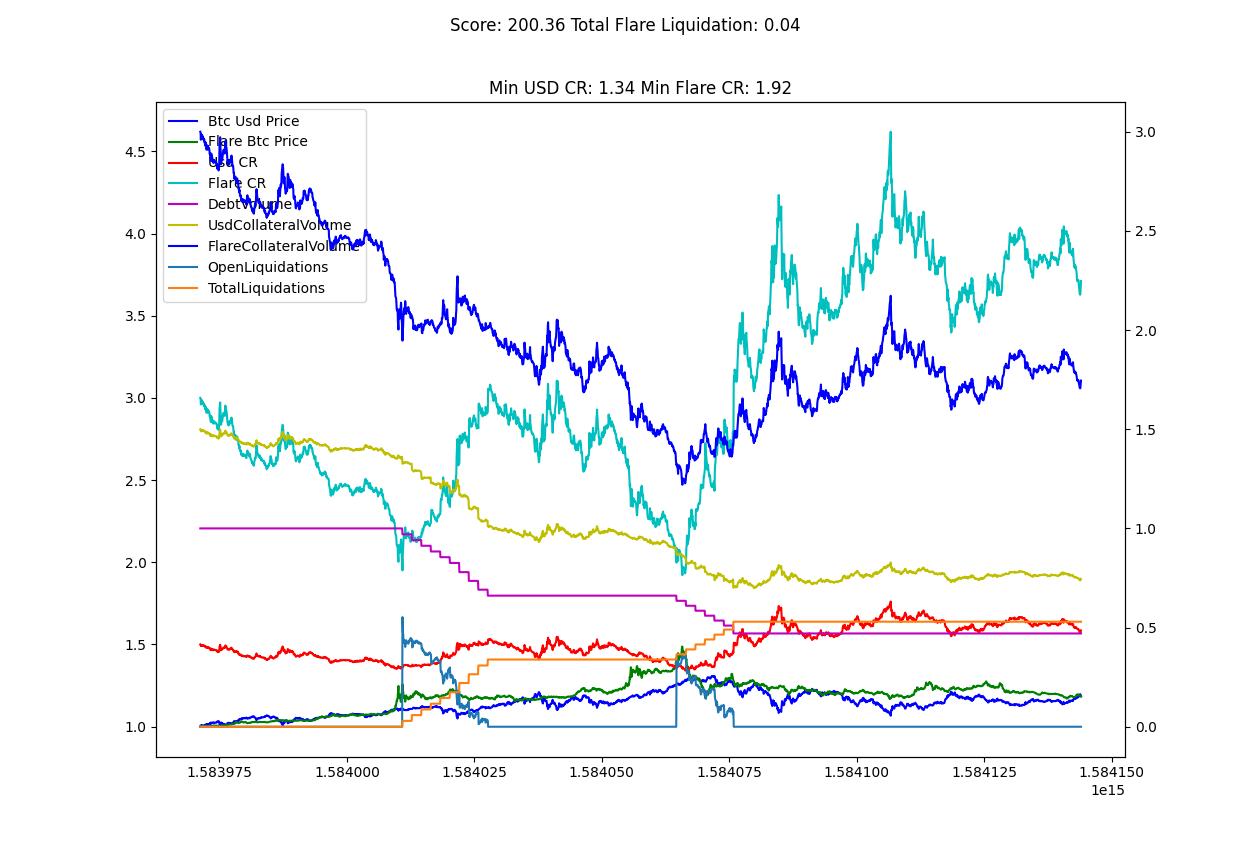 Score: 200.36 Total Flare Liquidation: 0.04
Min USD CR: 1.34 Min Flare CR: 1.92
Btc Usd Price
Flare Btc Price
Usd CR
Flare CR
DebtVolume
UsdCollateralVolume
FlareCollateralVolume
OpenLiquidations
TotalLiquidations
4.5
4.0
3.5
3.0
2.5
2.0
1.5
1.0
3.0
2.5
2.0
1.5
1.0
0.5
0.0
1.583975
1.584000
1.584025
1.584050
1.584075
1.584100
1.584125
1.584150
1e15